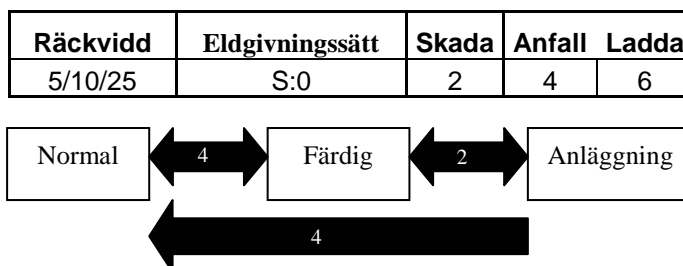 Räckvidd Eldgivningssätt Skada Anfall Ladda
5/10/25 S:0 2 4 6
Normal 4 Färdig 2 Anläggning
4